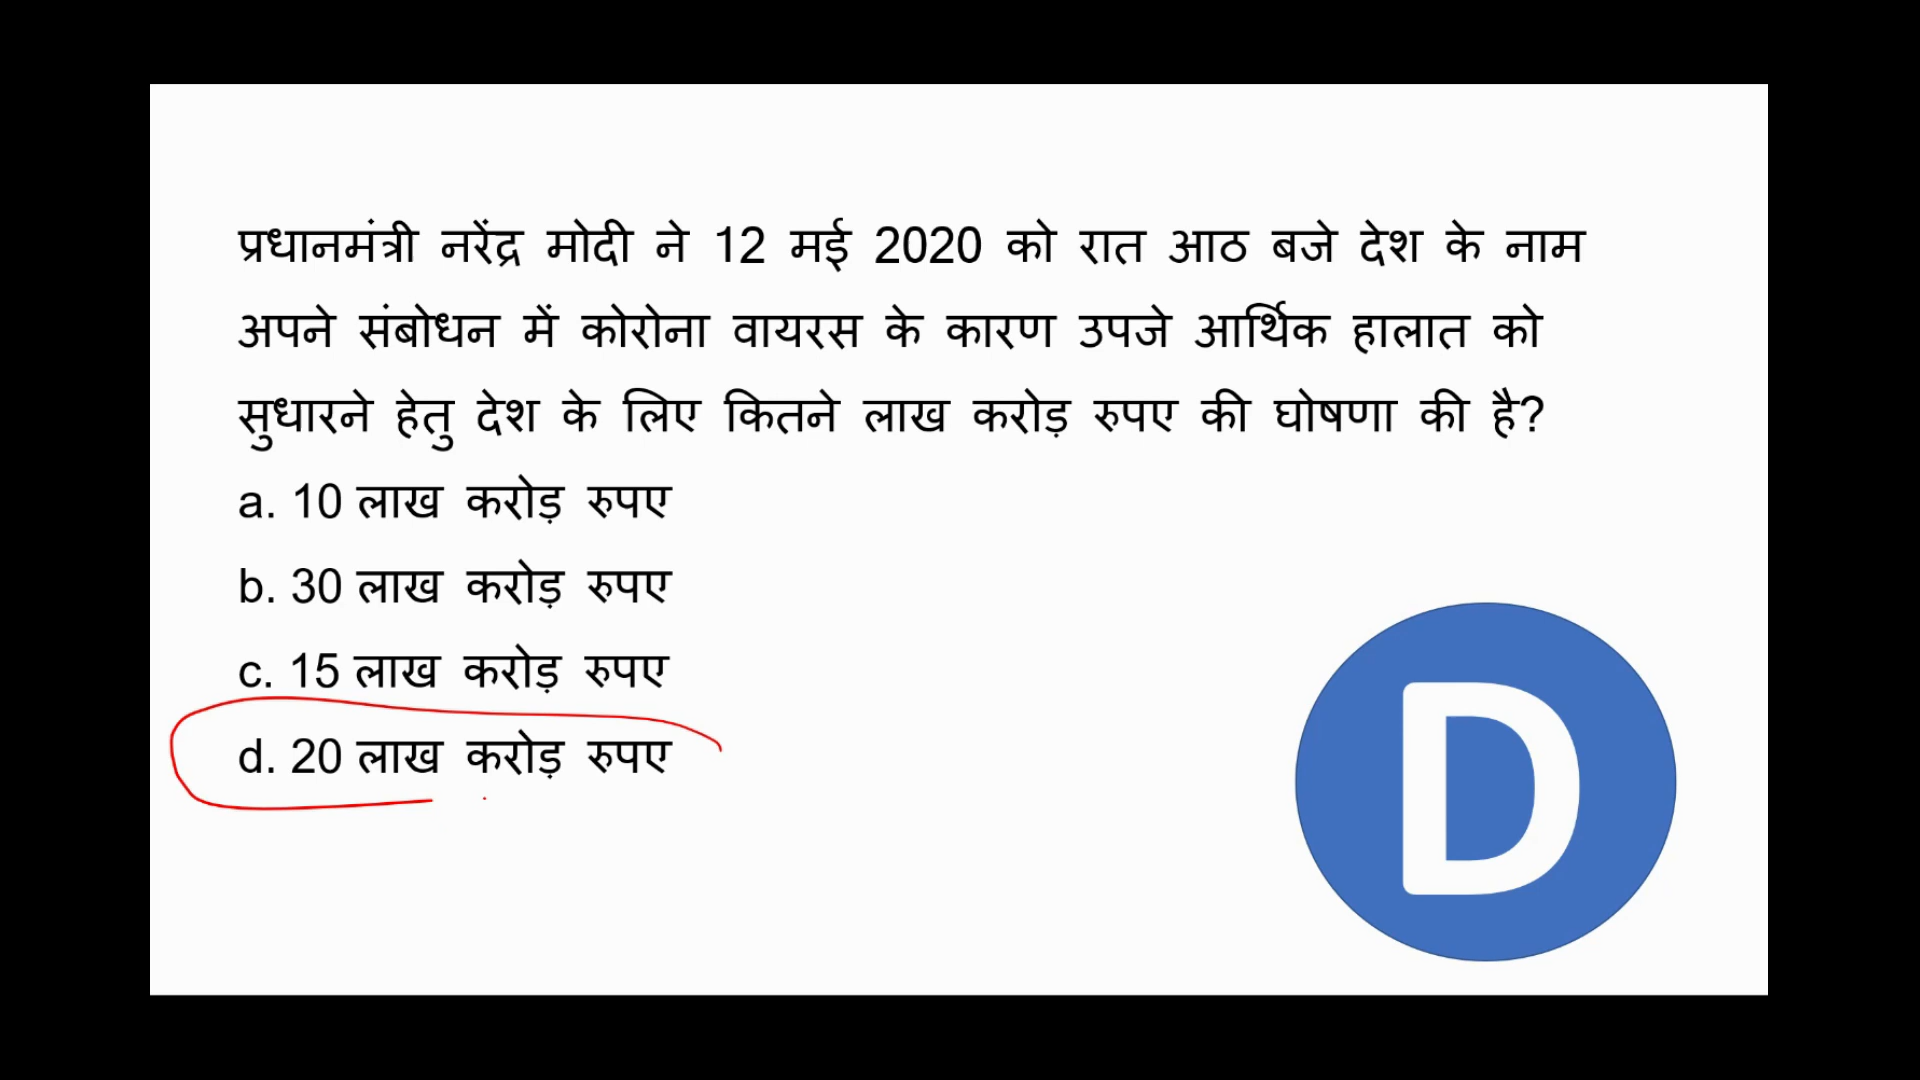 प्रधानमंत्री नरेंद्र मोदी ने 12 मई 2020 को रात आठ बजे देश के नाम
अपने संबोधन में कोरोना वायरस के कारण उपजे आर्थिक हालात को
सुधारने हेतु देश के लिए कितने लाख करोड़ रुपए की घोषणा की है?
a. 10 लाख करोड़ रुपए
b. 30 लाख करोड़ रुपए
c. 15 लाख करोड़ रुपए
d. 20 लाख करोड़ रुपए
D